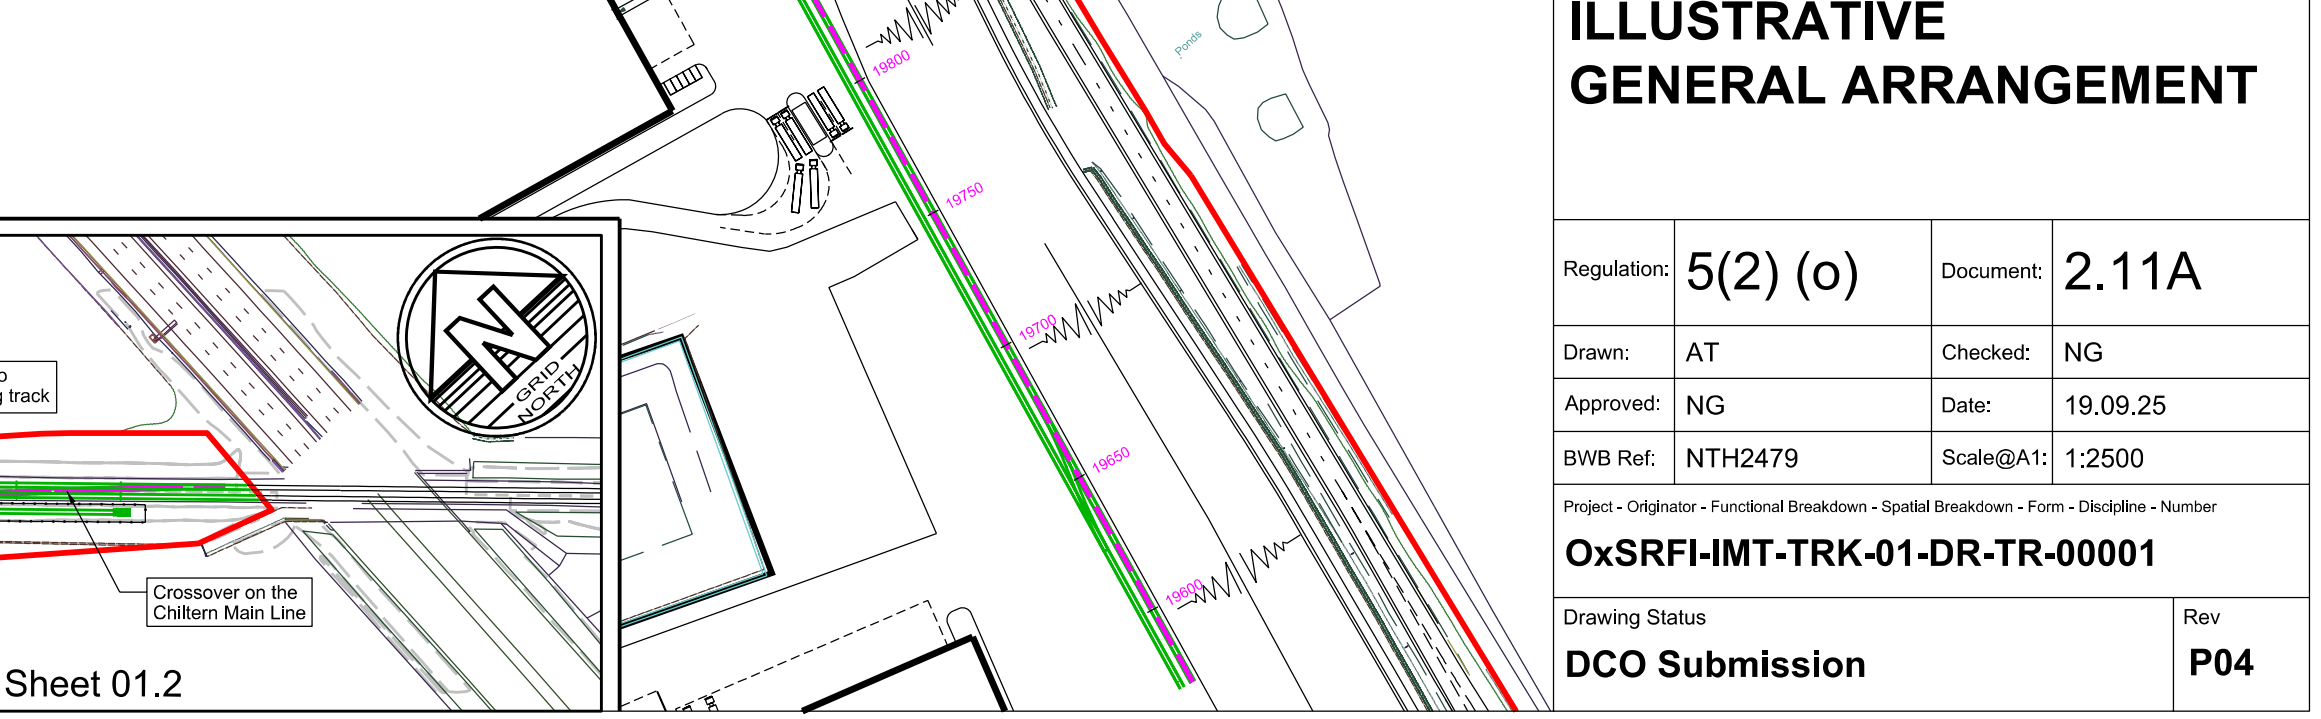 ILLUSTRATIVE
GENERAL ARRANGEMENT
Regulation: 5(2) (o) Document: 2.11A
Drawn: AT Checked: NG
Approved: NG Date: 19.09.25
BWB Ref: NTH2479 Scale@A1: 1:2500
Project - Originator - Functional Breakdown - Spatial Breakdown - Form - Discipline - Number
OxSRFI-IMT-TRK-01-DR-TR-00001
Drawing Status
DCO Submission
Rev
P04
Ponds
19800
19750
19700
19650
19600
N
GRID
NORTH
o
g track
Crossover on the
Chiltern Main Line
Sheet 01.2